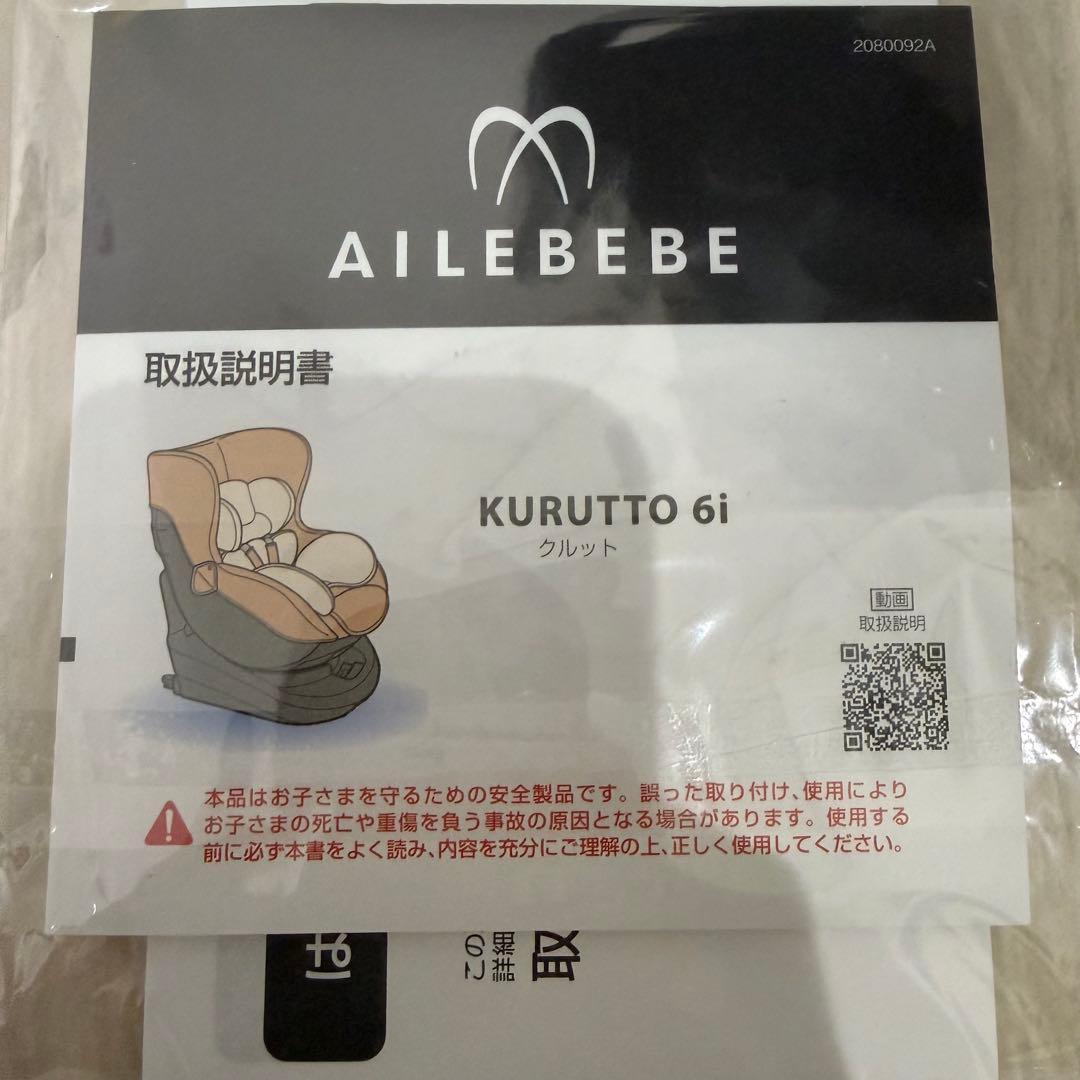 2080092A
AILEBEBE
取扱説明書
KURUTTO 6i
クルット
動画
取扱説明
本品はお子さまを守るための安全製品です。誤った取り付け、使用により
お子さまの死亡や重傷を負う事故の原因となる場合があります。使用する
前に必ず本書をよく読み、内容を充分にご理解の上、正しく使用してください。
は
この
詳細
取